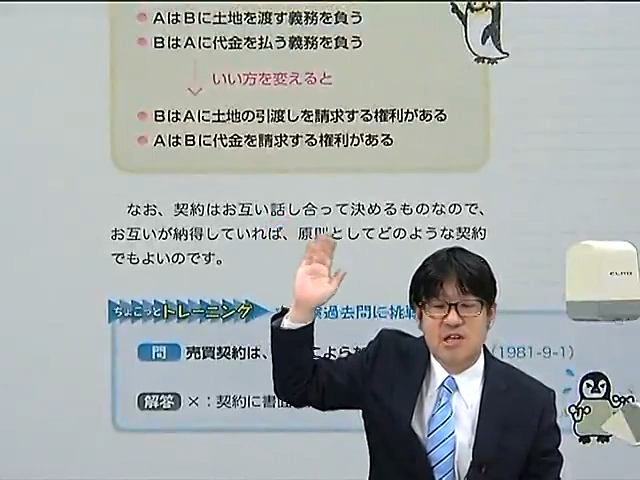 AはBに土地を渡す義務を負う
BはAに代金を払う義務を負う
いい方を変えると
BはAに土地の引渡しを請求する権利がある
AはBに代金を請求する権利がある
なお、契約はお互い話し合って決めるものなので、
お互いが納得していれば、原則としてどのような契約
でもよいのです。
ちょこっとトレーニング 過去問に挑戦
問 売買契約は、 (1981-9-1)
解答 ×:契約に書面
ELMO